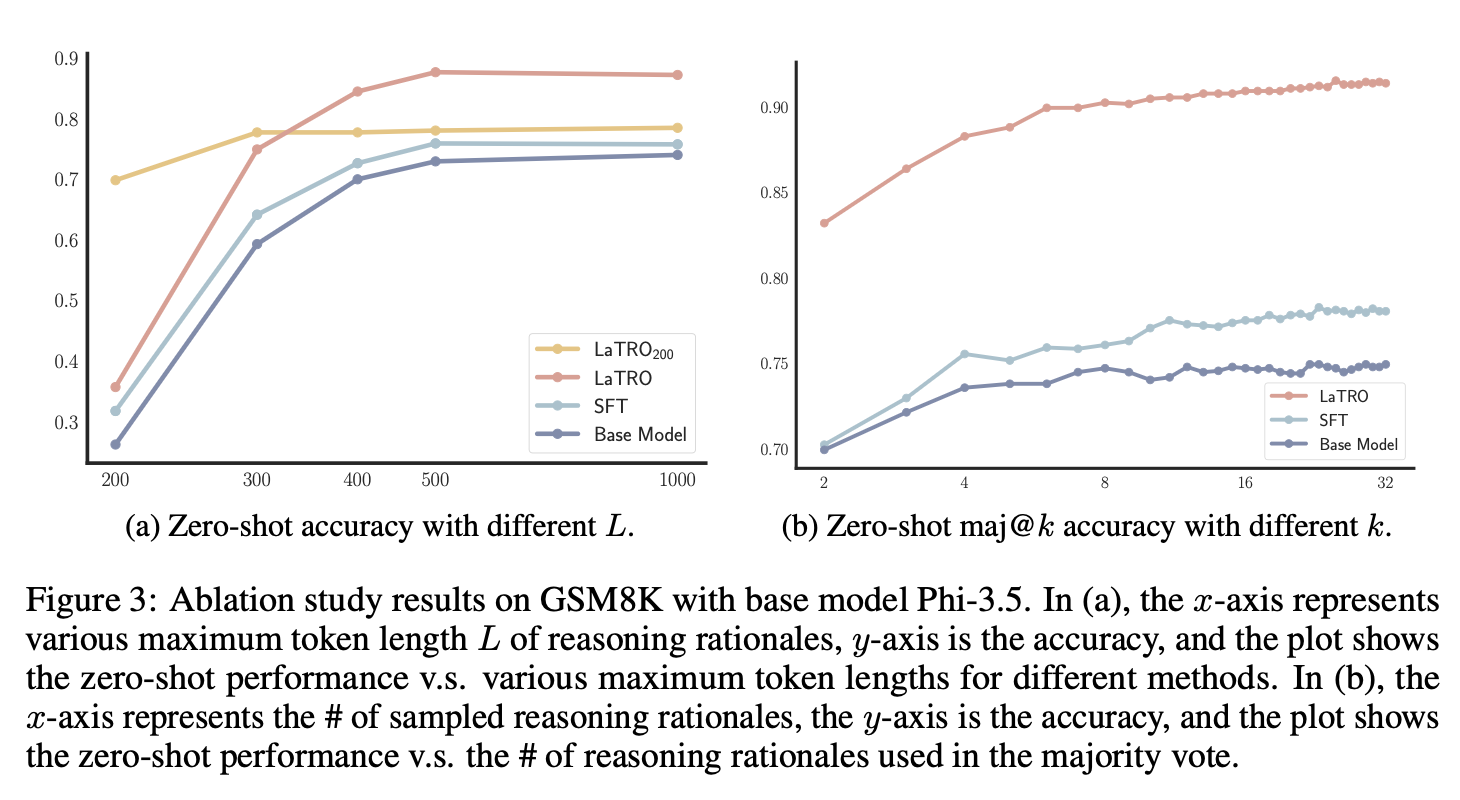 0.9
0.8
0.7
0.6
0.5
0.4
0.3
200
300
400
500
1000
LaTRO200
LaTRO
SFT
Base Model
(a) Zero-shot accuracy with different L.
0.90
0.85
0.80
0.75
0.70
2
4
8
16
32
LaTRO
SFT
Base Model
(b) Zero-shot maj@k accuracy with different k.
Figure 3: Ablation study results on GSM8K with base model Phi-3.5. In (a), the x-axis represents
various maximum token length L of reasoning rationales, y-axis is the accuracy, and the plot shows
the zero-shot performance v.s. various maximum token lengths for different methods. In (b), the
x-axis represents the # of sampled reasoning rationales, the y-axis is the accuracy, and the plot shows
the zero-shot performance v.s. the # of reasoning rationales used in the majority vote.